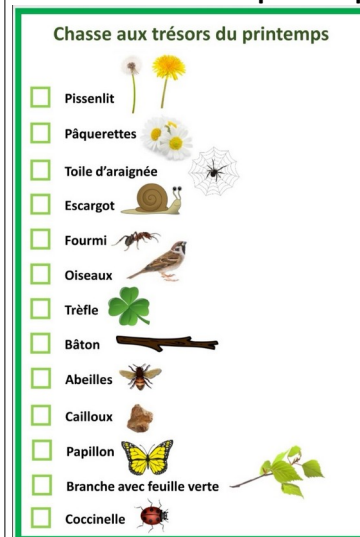 Chasse aux trésors du printemps
Pissenlit
Pâquerettes
Toile d'araignée
Escargot
Fourmi
Oiseaux
Trèfle
Bâton
Abeilles
Cailloux
Papillon
Branche avec feuille verte
Coccinelle